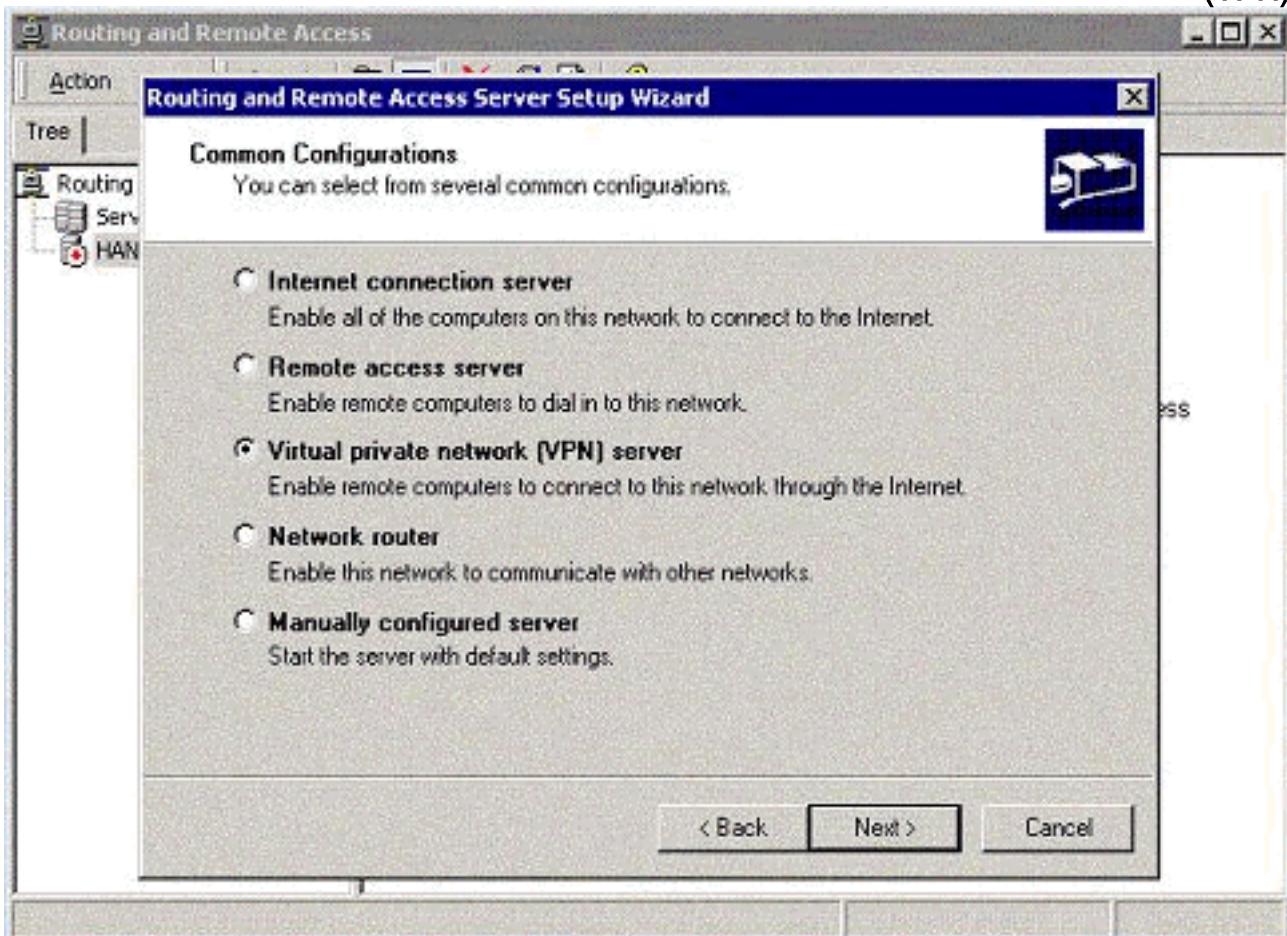 Routing and Remote Access
Action
Tree
Routing
Serv
HAN
Routing and Remote Access Server Setup Wizard
Common Configurations
You can select from several common configurations.
Internet connection server
Enable all of the computers on this network to connect to the Internet.
Remote access server
Enable remote computers to dial in to this network.
Virtual private network (VPN) server
Enable remote computers to connect to this network through the Internet.
Network router
Enable this network to communicate with other networks.
Manually configured server
Start the server with default settings.
ess
< Back
Next >
Cancel